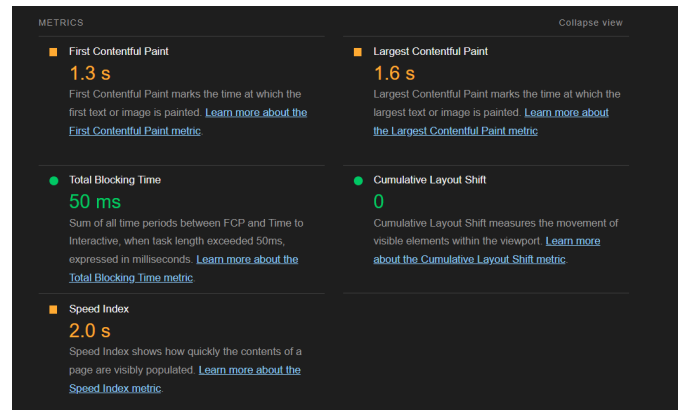 METRICS
Collapse view
First Contentful Paint
1.3 s
First Contentful Paint marks the time at which the
first text or image is painted. Learn more about the
First Contentful Paint metric.
Largest Contentful Paint
1.6 s
Largest Contentful Paint marks the time at which the
largest text or image is painted. Learn more about
the Largest Contentful Paint metric
Total Blocking Time
50 ms
Sum of all time periods between FCP and Time to
Interactive, when task length exceeded 50ms,
expressed in milliseconds. Learn more about the
Total Blocking Time metric.
Cumulative Layout Shift
0
Cumulative Layout Shift measures the movement of
visible elements within the viewport. Learn more
about the Cumulative Layout Shift metric.
Speed Index
2.0 s
Speed Index shows how quickly the contents of a
page are visibly populated. Learn more about the
Speed Index metric.